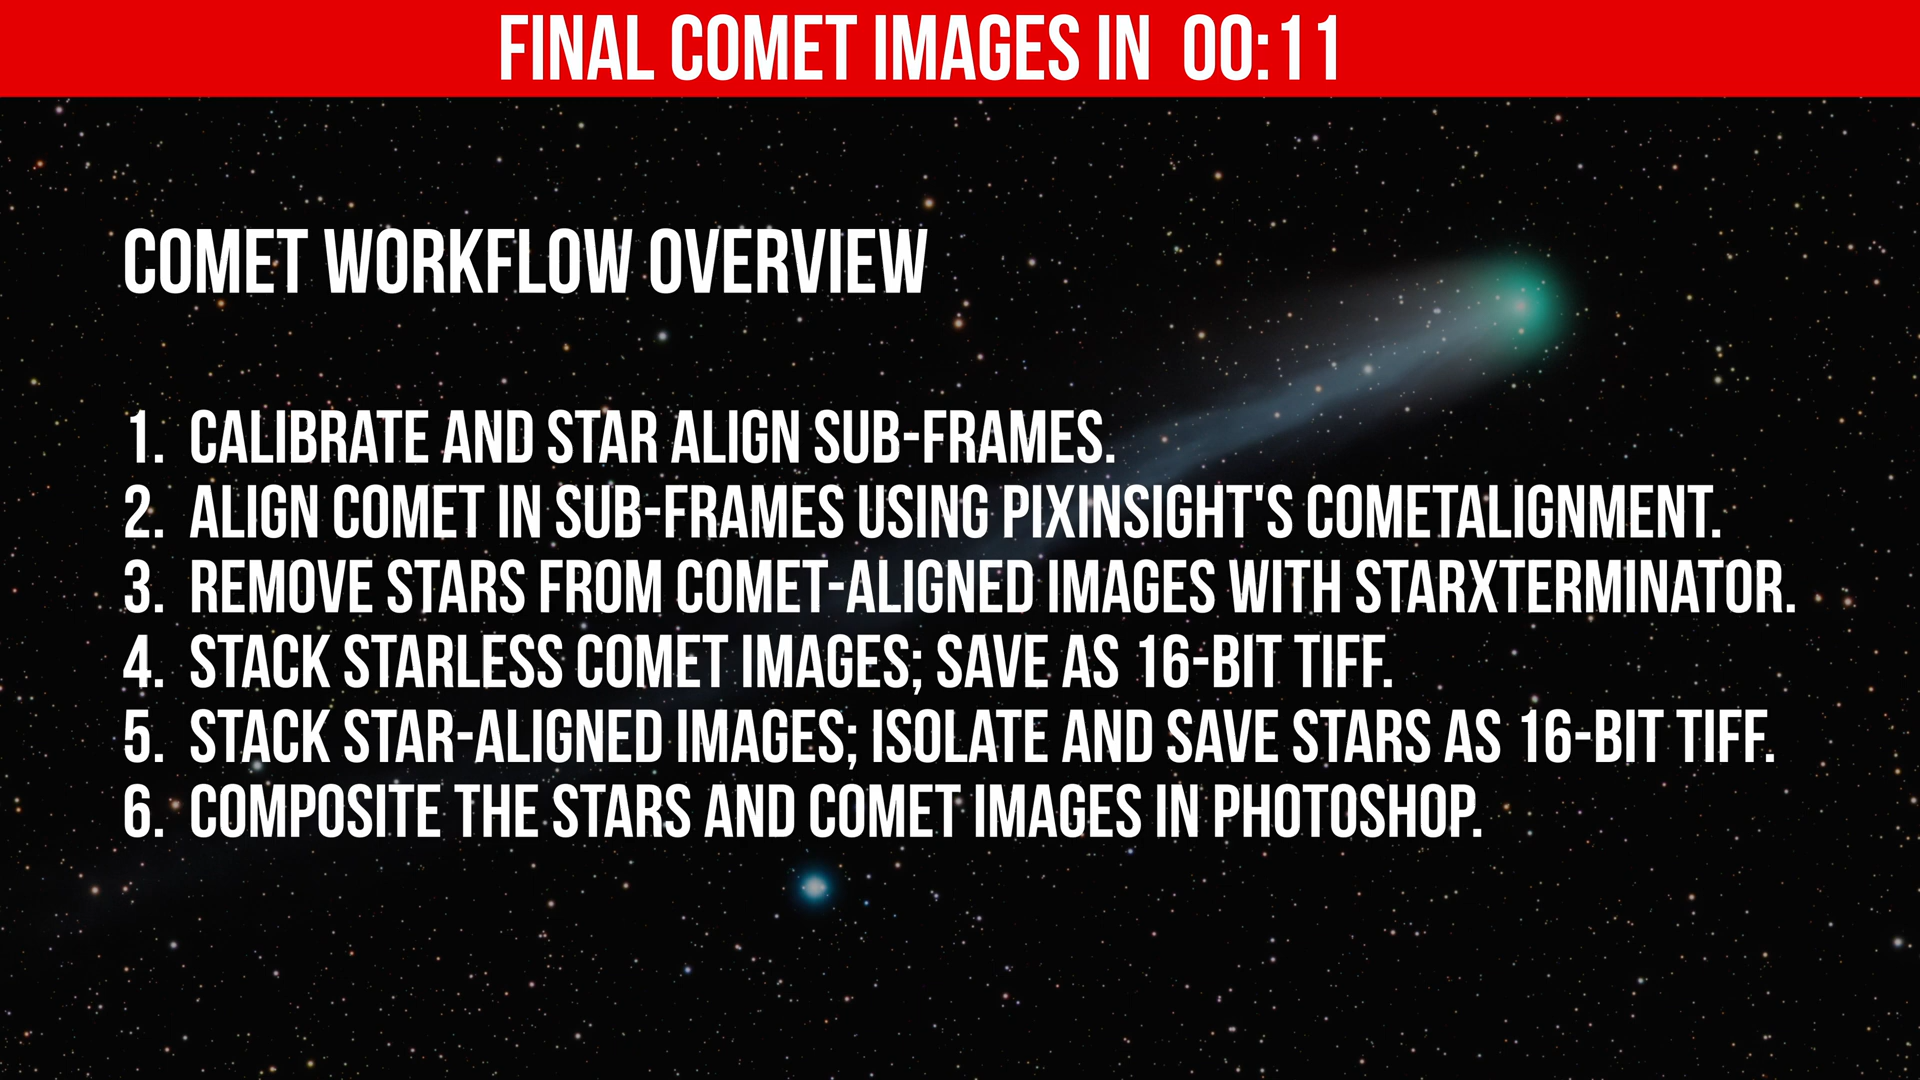 FINAL COMET IMAGES IN 00:11
COMET WORKFLOW OVERVIEW
1. CALIBRATE AND STAR ALIGN SUB-FRAMES.
2. ALIGN COMET IN SUB-FRAMES USING PIXINSIGHT'S COMETALIGNMENT.
3. REMOVE STARS FROM COMET-ALIGNED IMAGES WITH STARXTERMINATOR.
4. STACK STARLESS COMET IMAGES; SAVE AS 16-BIT TIFF.
5. STACK STAR-ALIGNED IMAGES; ISOLATE AND SAVE STARS AS 16-BIT TIFF.
6. COMPOSITE THE STARS AND COMET IMAGES IN PHOTOSHOP.